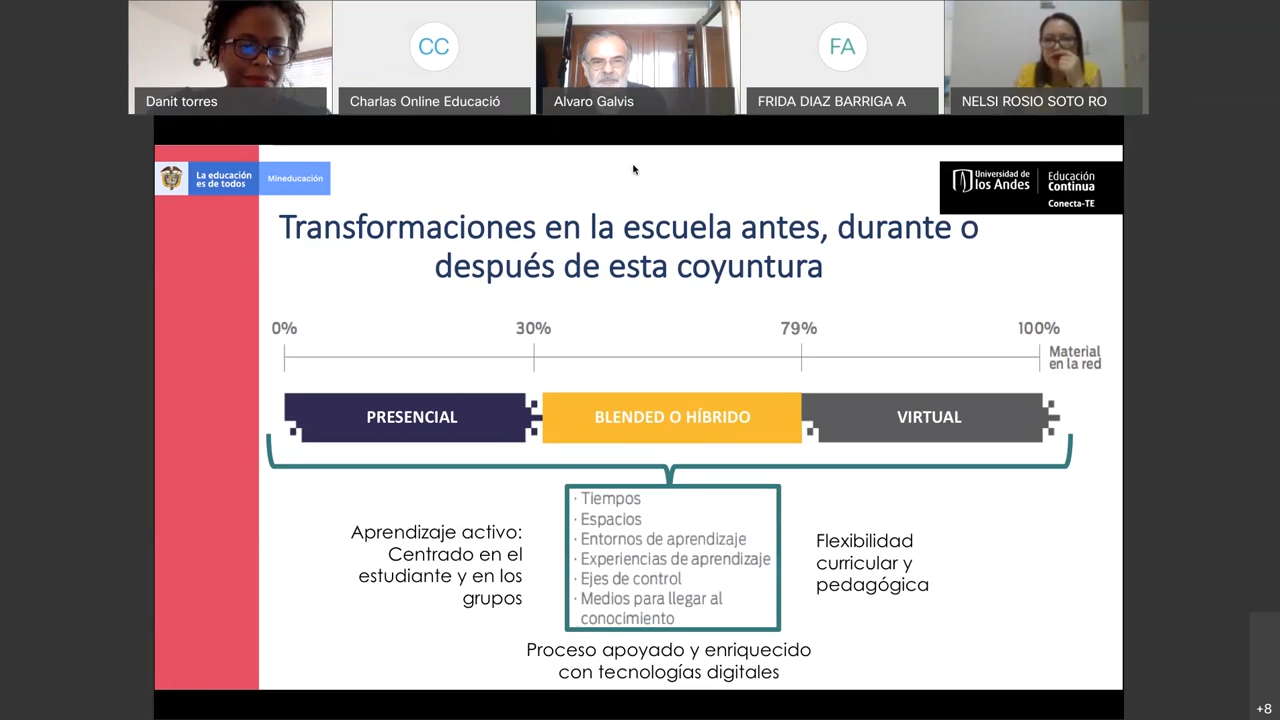 Danit torres
CC
Charlas Online Educació
Alvaro Galvis
FA
FRIDA DIAZ BARRIGA A
NELSI ROSIO SOTO RO
La educación
es de todos
Mineducación
Universidad de
los Andes
Educación
Continua
Conecta-TE
Transformaciones en la escuela antes, durante o
después de esta coyuntura
0%
30%
79%
100%
Material
en la red
PRESENCIAL
BLENDED O HÍBRIDO
VIRTUAL
Aprendizaje activo:
Centrado en el
estudiante y en los
grupos
· Tiempos
· Espacios
· Entornos de aprendizaje
· Experiencias de aprendizaje
· Ejes de control
· Medios para llegar al
conocimiento
Flexibilidad
curricular y
pedagógica
Proceso apoyado y enriquecido
con tecnologías digitales
+8